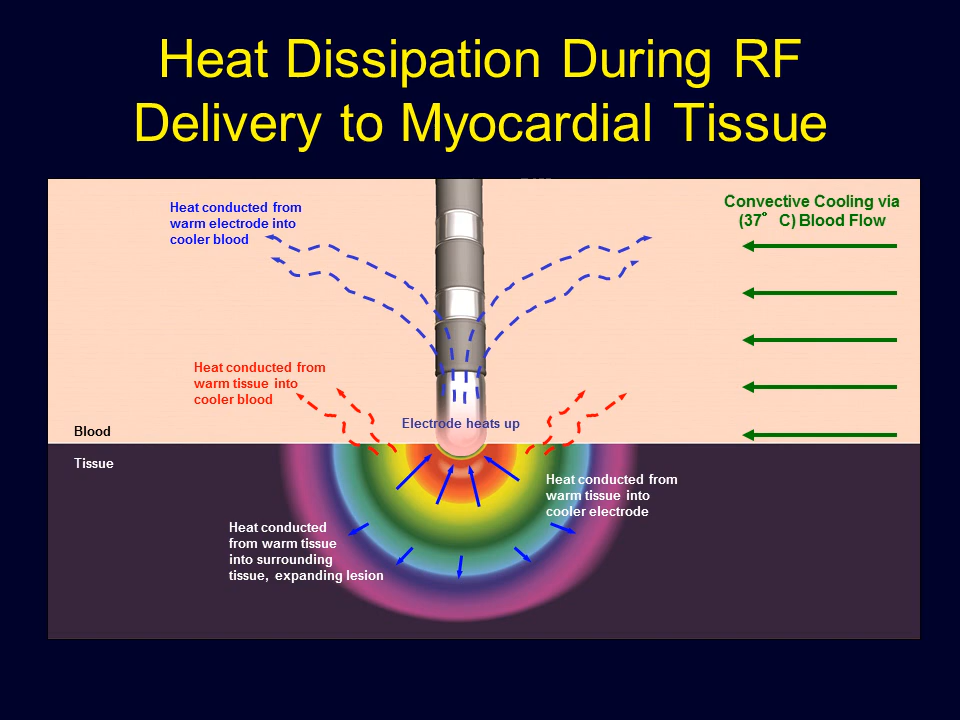 Heat Dissipation During RF
Delivery to Myocardial Tissue
Heat conducted from
warm electrode into
cooler blood
Convective Cooling via
(37° C) Blood Flow
Heat conducted from
warm tissue into
cooler blood
Electrode heats up
Blood
Tissue
Heat conducted from
warm tissue into
cooler electrode
Heat conducted
from warm tissue
into surrounding
tissue, expanding lesion